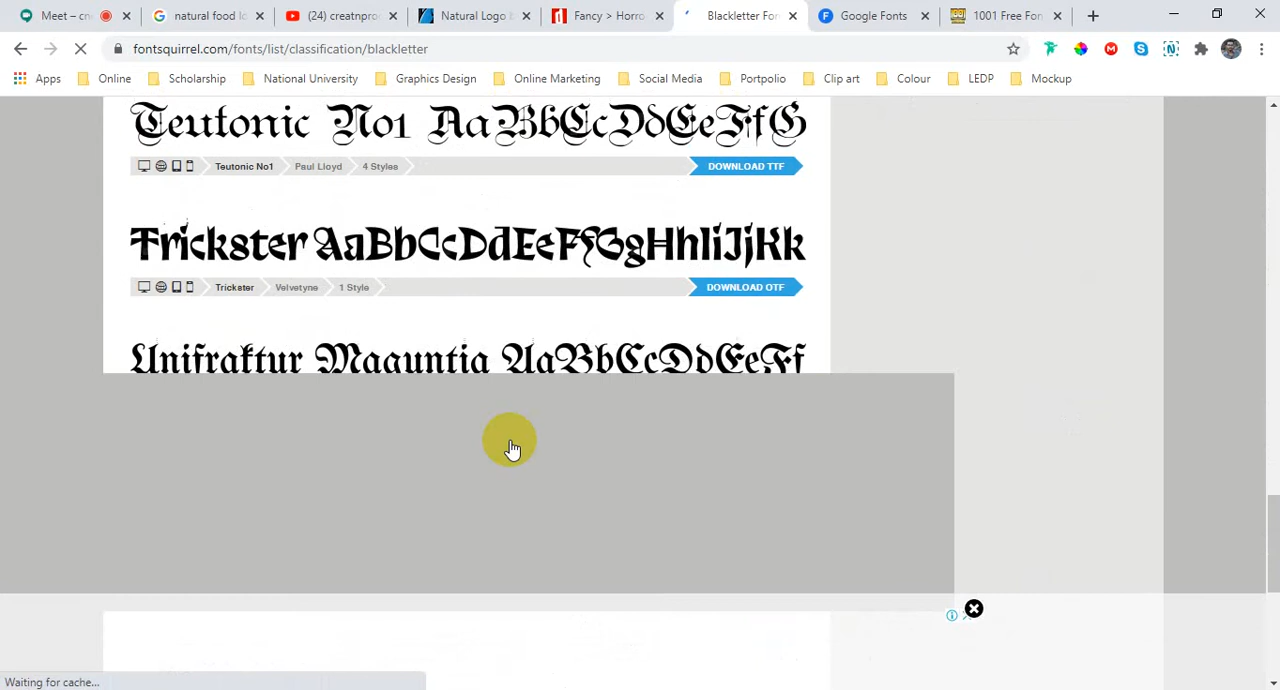 Meet – cn
natural food lo
(24) creatnpro
Natural Logo b
Fancy > Horro
Blackletter Fon
Google Fonts
1001 Free Fon
fontsquirrel.com/fonts/list/classification/blackletter
Apps Online Scholarship National University Graphics Design Online Marketing Social Media Portpolio Clip art Colour LEDP Mockup
Teutonic No1 AaBbCcDdEeFfG
Teutonic No1 Paul Lloyd 4 Styles DOWNLOAD TTF
Trickster AaBbCcDdEeFfGgHhIiJjKk
Trickster Velvetyne 1 Style DOWNLOAD OTF
Unifraktur Maguntia AaBbCcDdEeFf
Waiting for cache...